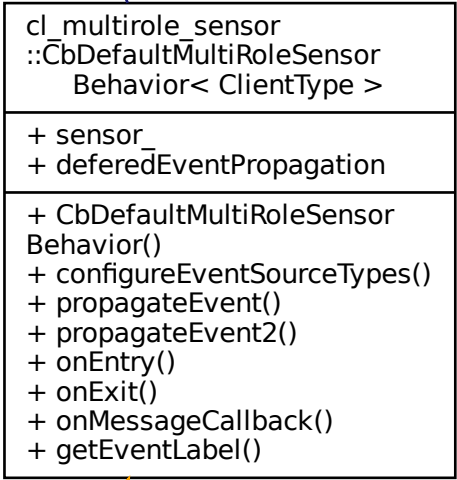 cl_multirole_sensor
::CbDefaultMultiRoleSensor
Behavior< ClientType >
+ sensor_
+ deferedEventPropagation
+ CbDefaultMultiRoleSensor
Behavior()
+ configureEventSourceTypes()
+ propagateEvent()
+ propagateEvent2()
+ onEntry()
+ onExit()
+ onMessageCallback()
+ getEventLabel()